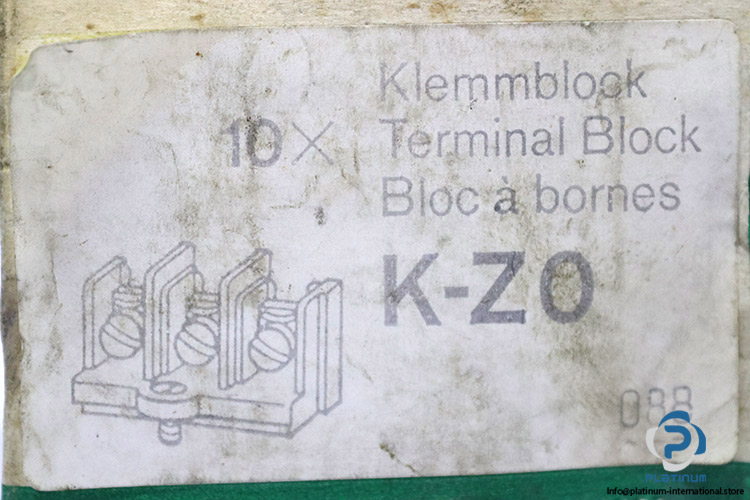 Klemmblock
10 X Terminal Block
Bloc à bornes
K-ZO
088
PLATINUM
Info@platinum-international.store